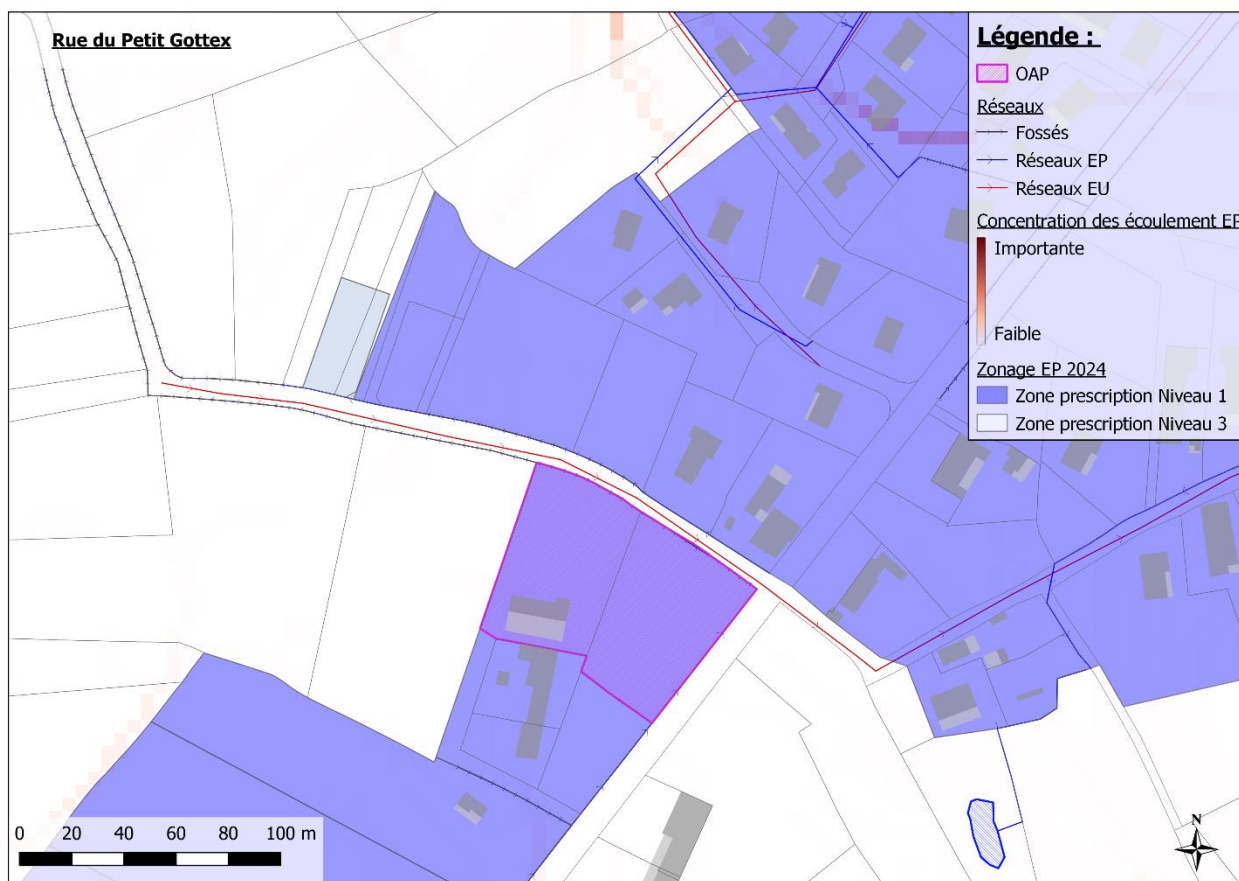 Rue du Petit Gottex
Légende :
OAP
Réseaux
Fossés
Réseaux EP
Réseaux EU
Concentration des écoulement EP
Importante
Faible
Zonage EP 2024
Zone prescription Niveau 1
Zone prescription Niveau 3
0 20 40 60 80 100 m
N